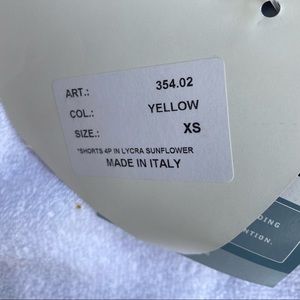 ART.: 354.02
COL.: YELLOW
SIZE.: XS
*SHORTS 4P IN LYCRA SUNFLOWER
MADE IN ITALY